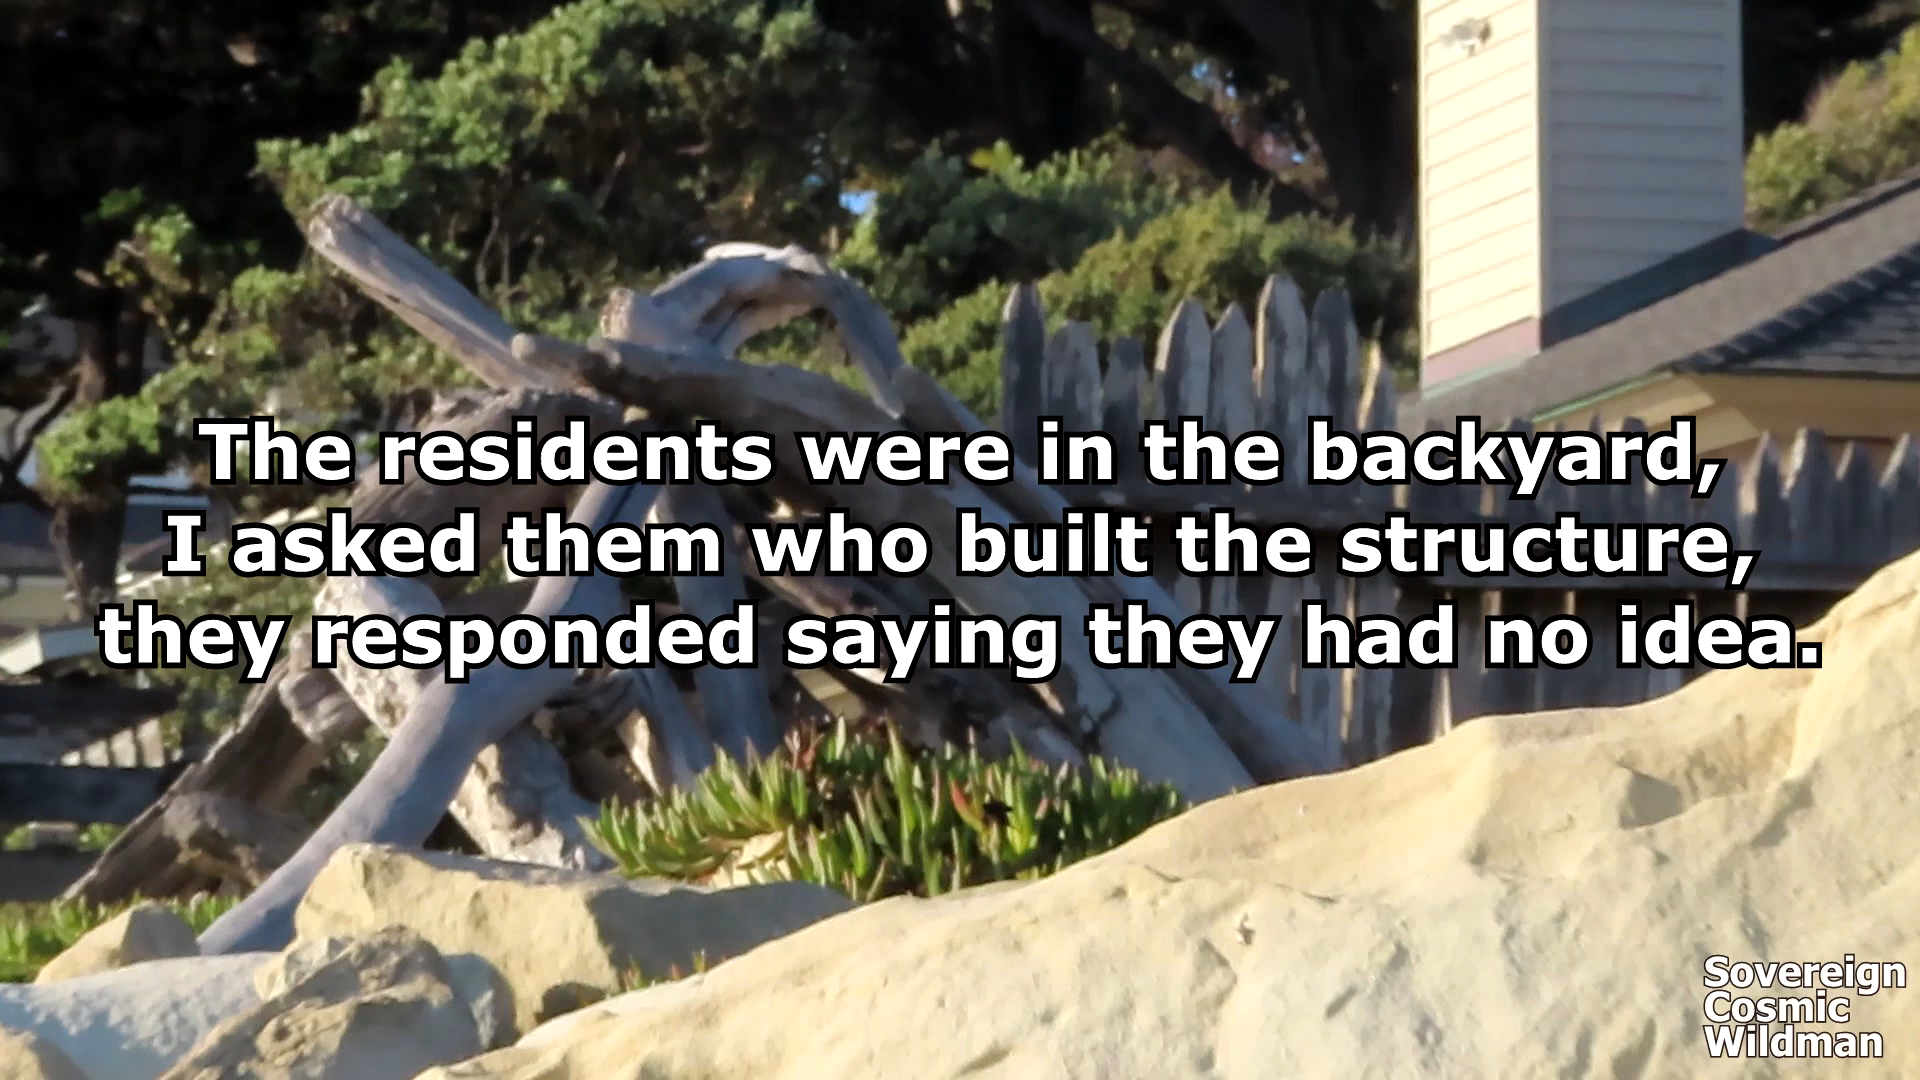 The residents were in the backyard,
I asked them who built the structure,
they responded saying they had no idea.
Sovereign
Cosmic
Wildman